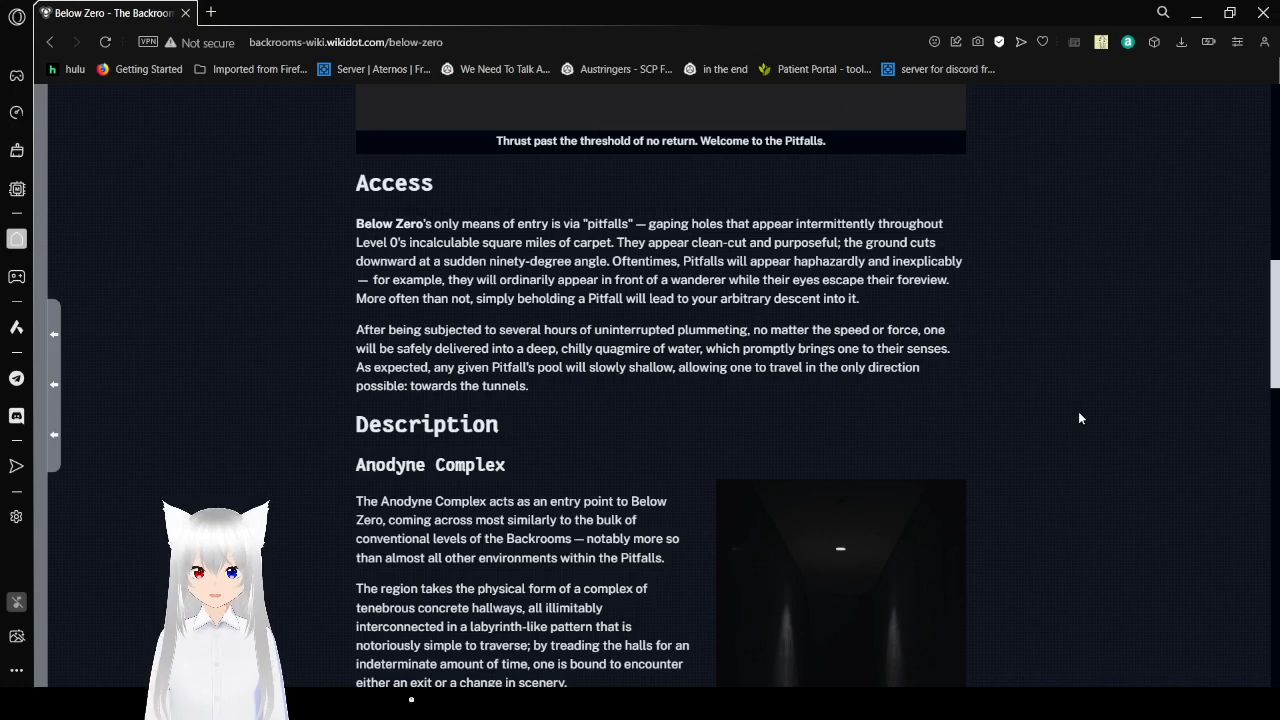 Below Zero - The Backroom
VPN
Not secure
backrooms-wiki.wikidot.com/below-zero
hulu
Getting Started
Imported from Firef...
Server | Aternos | Fr...
We Need To Talk A...
Austringers - SCP F...
in the end
Patient Portal - tool...
server for discord fr...
Thrust past the threshold of no return. Welcome to the Pitfalls.
Access
Below Zero's only means of entry is via "pitfalls" — gaping holes that appear intermittently throughout
Level 0's incalculable square miles of carpet. They appear clean-cut and purposeful; the ground cuts
downward at a sudden ninety-degree angle. Oftentimes, Pitfalls will appear haphazardly and inexplicably
— for example, they will ordinarily appear in front of a wanderer while their eyes escape their foreview.
More often than not, simply beholding a Pitfall will lead to your arbitrary descent into it.
After being subjected to several hours of uninterrupted plummeting, no matter the speed or force, one
will be safely delivered into a deep, chilly quagmire of water, which promptly brings one to their senses.
As expected, any given Pitfall's pool will slowly shallow, allowing one to travel in the only direction
possible: towards the tunnels.
Description
Anodyne Complex
The Anodyne Complex acts as an entry point to Below
Zero, coming across most similarly to the bulk of
conventional levels of the Backrooms — notably more so
than almost all other environments within the Pitfalls.
The region takes the physical form of a complex of
tenebrous concrete hallways, all illimitably
interconnected in a labyrinth-like pattern that is
notoriously simple to traverse; by treading the halls for an
indeterminate amount of time, one is bound to encounter
either an exit or a change in scenery.